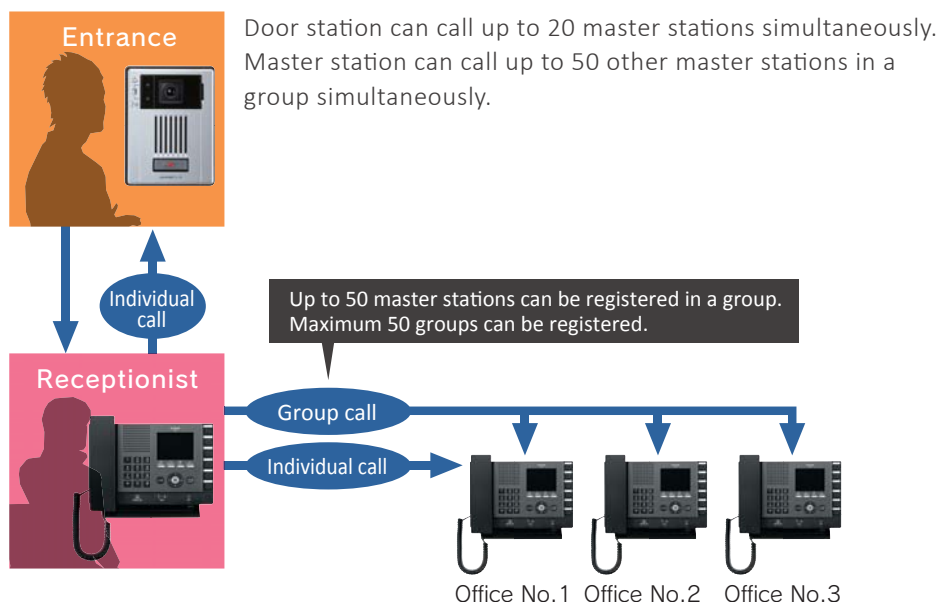 Entrance
Door station can call up to 20 master stations simultaneously.
Master station can call up to 50 other master stations in a
group simultaneously.
Individual
call
Up to 50 master stations can be registered in a group.
Maximum 50 groups can be registered.
Receptionist
Group call
Individual call
Office No.1
Office No.2
Office No.3